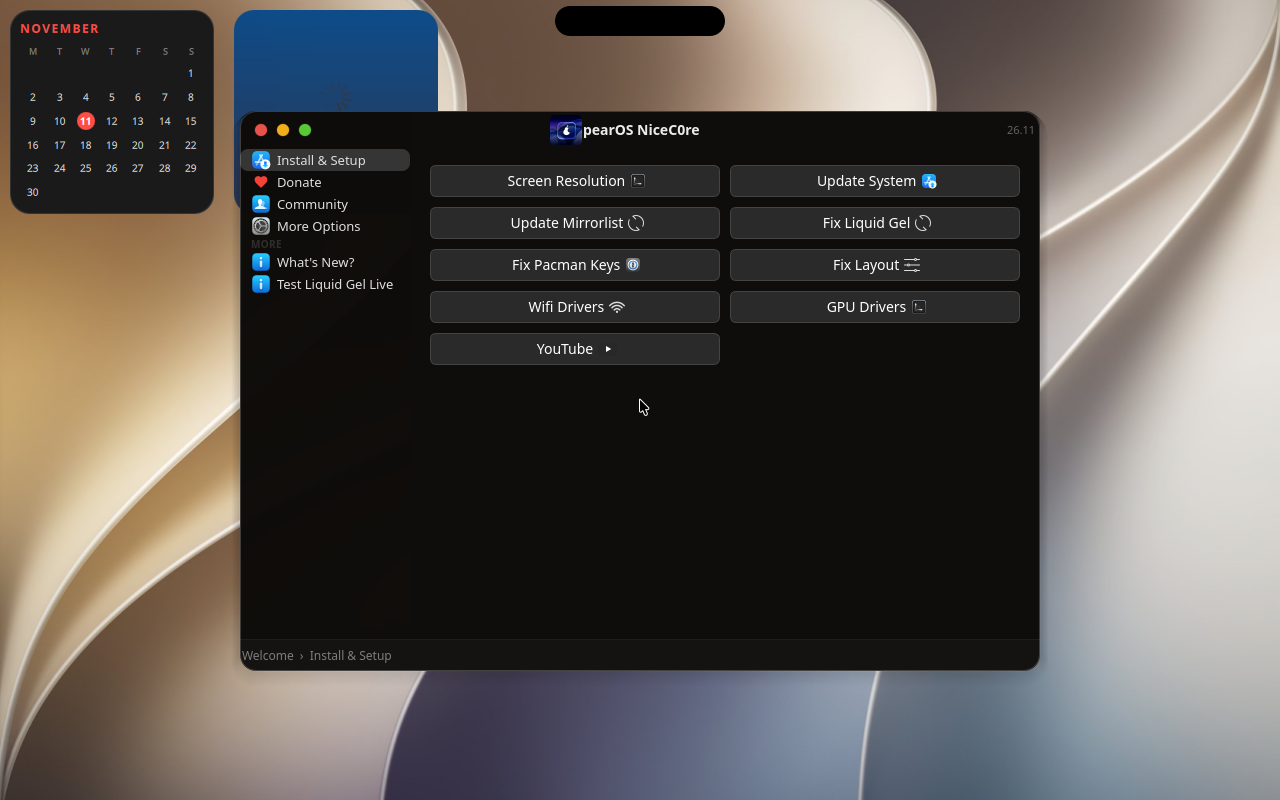 NOVEMBER
M T W T F S S
1
2 3 4 5 6 7 8
9 10 11 12 13 14 15
16 17 18 19 20 21 22
23 24 25 26 27 28 29
30
pearOS NiceC0re
26.11
Install & Setup
Donate
Community
More Options
MORE
What's New?
Test Liquid Gel Live
Screen Resolution
Update System
Update Mirrorlist
Fix Liquid Gel
Fix Pacman Keys
Fix Layout
Wifi Drivers
GPU Drivers
YouTube
Welcome › Install & Setup